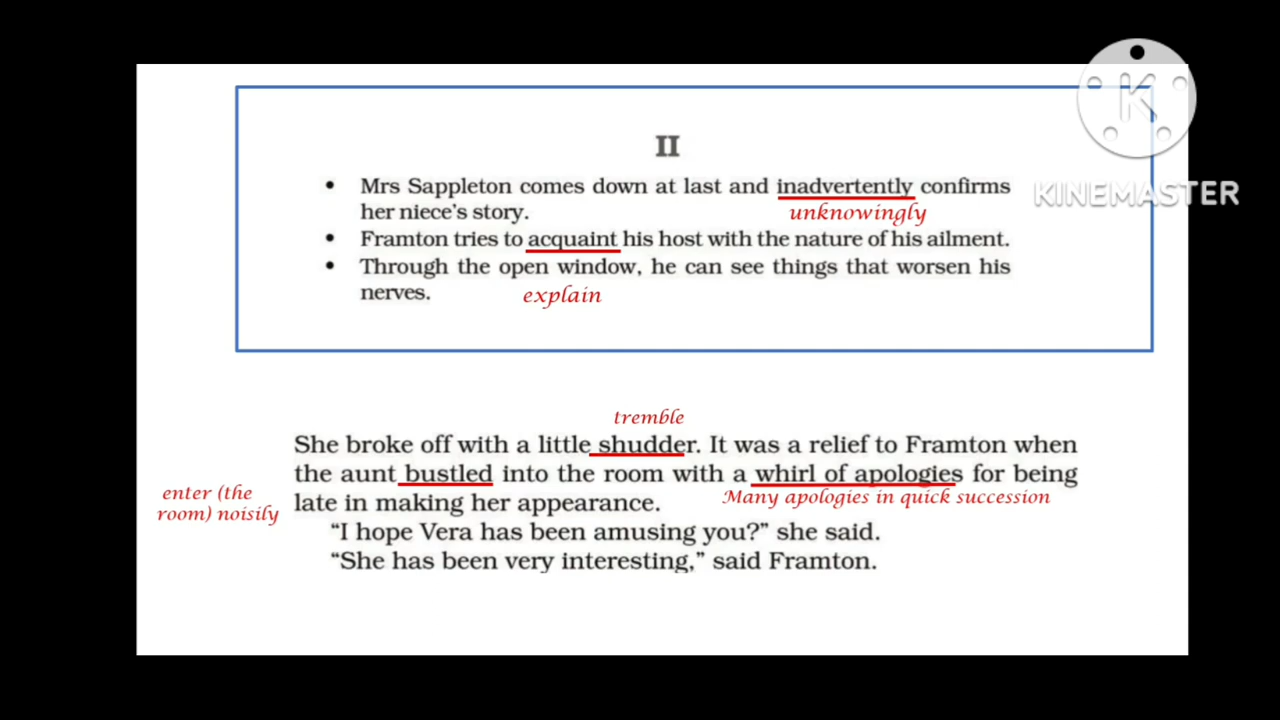 KINEMASTER
II
• Mrs Sappleton comes down at last and inadvertently confirms
her niece's story.
unknowingly
• Framton tries to acquaint his host with the nature of his ailment.
• Through the open window, he can see things that worsen his
nerves.
explain
tremble
She broke off with a little shudder. It was a relief to Framton when
the aunt bustled into the room with a whirl of apologies for being
enter (the
room) noisily
Many apologies in quick succession
late in making her appearance.
“I hope Vera has been amusing you?” she said.
“She has been very interesting,” said Framton.